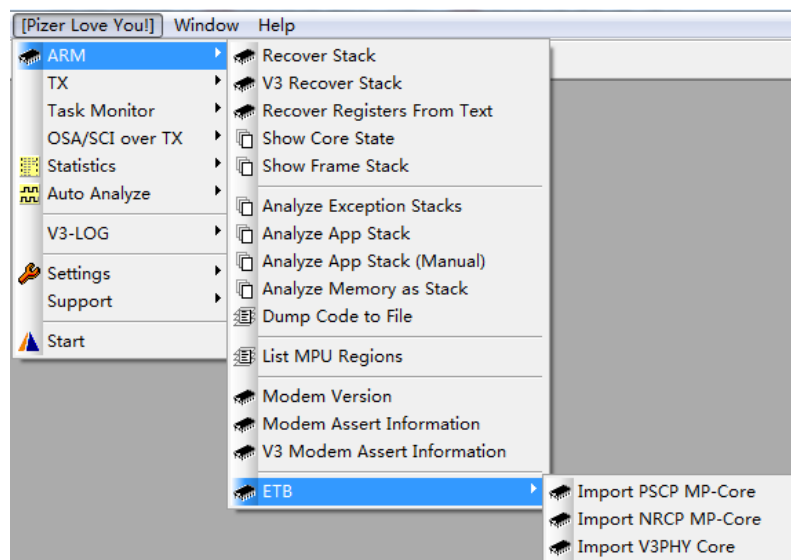 [Pizer Love You!] Window Help
ARM
TX
Task Monitor
OSA/SCI over TX
Statistics
Auto Analyze
V3-LOG
Settings
Support
Start
Recover Stack
V3 Recover Stack
Recover Registers From Text
Show Core State
Show Frame Stack
Analyze Exception Stacks
Analyze App Stack
Analyze App Stack (Manual)
Analyze Memory as Stack
Dump Code to File
List MPU Regions
Modem Version
Modem Assert Information
V3 Modem Assert Information
ETB
Import PSCP MP-Core
Import NRCP MP-Core
Import V3PHY Core